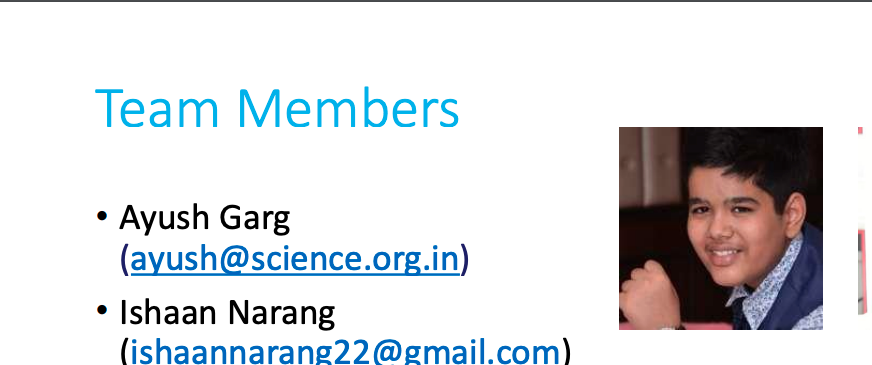 Team Members
• Ayush Garg
(ayush@science.org.in)
• Ishaan Narang
(ishaannarang22@gmail.com)